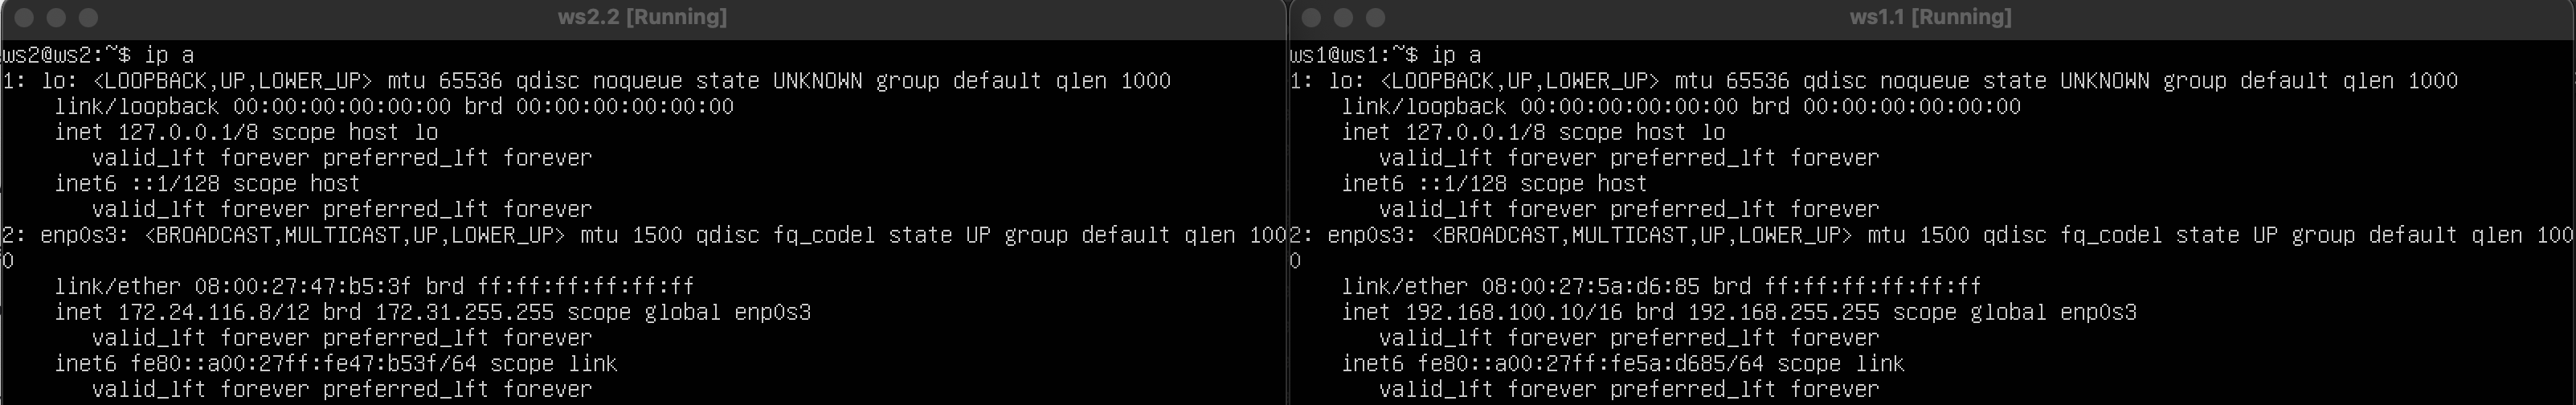 ws2.2 [Running]
ws2@ws2:~$ ip a
1: lo: <LOOPBACK,UP,LOWER_UP> mtu 65536 qdisc noqueue state UNKNOWN group default qlen 1000
link/loopback 00:00:00:00:00:00 brd 00:00:00:00:00:00
inet 127.0.0.1/8 scope host lo
valid_lft forever preferred_lft forever
inet6 ::1/128 scope host
valid_lft forever preferred_lft forever
2: enp0s3: <BROADCAST,MULTICAST,UP,LOWER_UP> mtu 1500 qdisc fq_codel state UP group default qlen 100
0
link/ether 08:00:27:47:b5:3f brd ff:ff:ff:ff:ff:ff
inet 172.24.116.8/12 brd 172.31.255.255 scope global enp0s3
valid_lft forever preferred_lft forever
inet6 fe80::a00:27ff:fe47:b53f/64 scope link
valid_lft forever preferred_lft forever
ws1.1 [Running]
ws1@ws1:~$ ip a
1: lo: <LOOPBACK,UP,LOWER_UP> mtu 65536 qdisc noqueue state UNKNOWN group default qlen 1000
link/loopback 00:00:00:00:00:00 brd 00:00:00:00:00:00
inet 127.0.0.1/8 scope host lo
valid_lft forever preferred_lft forever
inet6 ::1/128 scope host
valid_lft forever preferred_lft forever
2: enp0s3: <BROADCAST,MULTICAST,UP,LOWER_UP> mtu 1500 qdisc fq_codel state UP group default qlen 100
0
link/ether 08:00:27:5a:d6:85 brd ff:ff:ff:ff:ff:ff
inet 192.168.100.10/16 brd 192.168.255.255 scope global enp0s3
valid_lft forever preferred_lft forever
inet6 fe80::a00:27ff:fe5a:d685/64 scope link
valid_lft forever preferred_lft forever